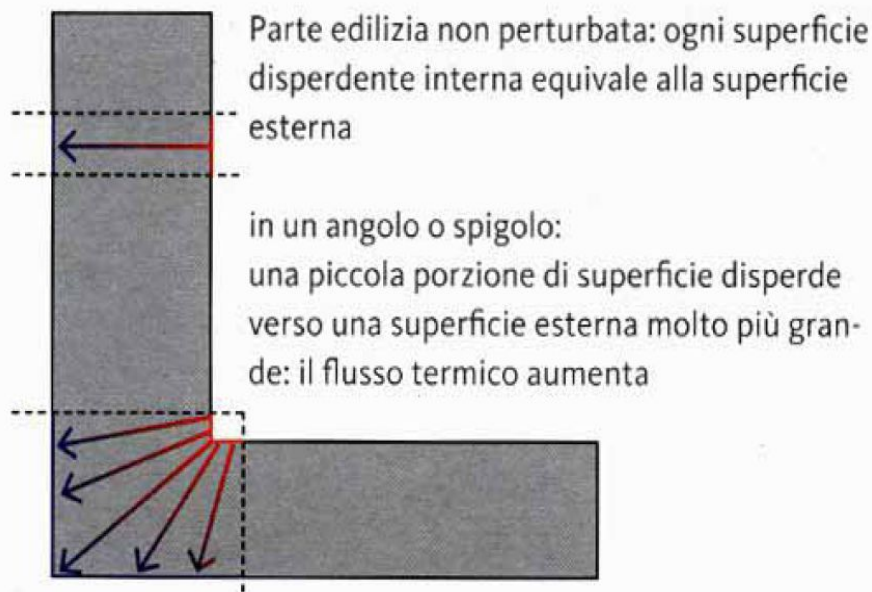 Parte edilizia non perturbata: ogni superficie
disperdente interna equivale alla superficie
esterna
in un angolo o spigolo:
una piccola porzione di superficie disperde
verso una superficie esterna molto più gran-
de: il flusso termico aumenta